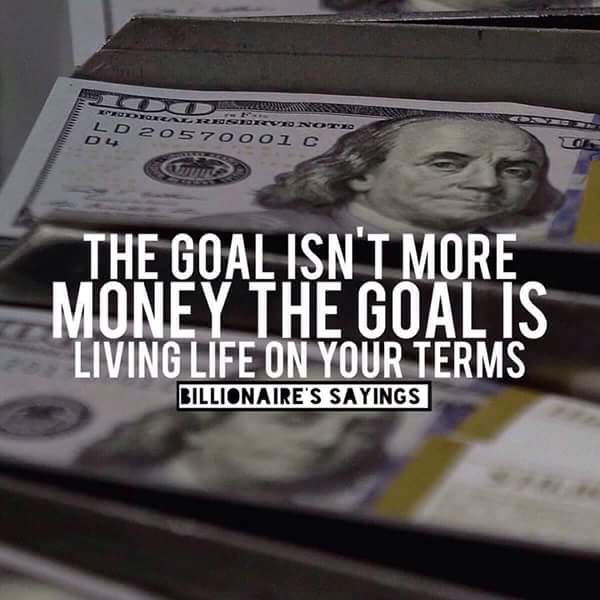 100
FEDERAL RESERVE NOTE
LD 20570001 C
D4
THE GOAL ISN'T MORE
MONEY THE GOAL IS
LIVING LIFE ON YOUR TERMS
BILLIONAIRE'S SAYINGS